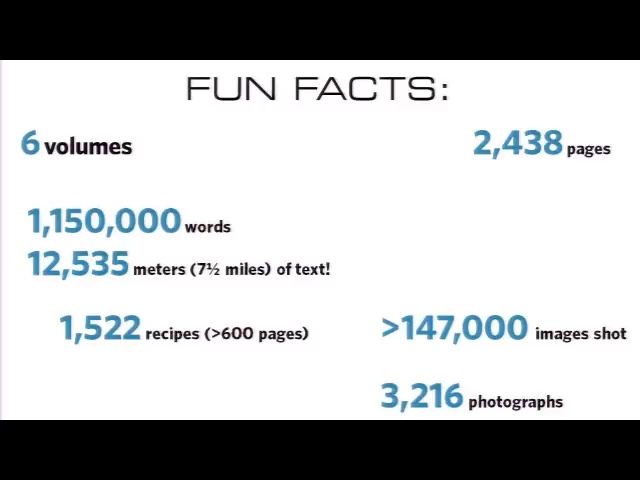 FUN FACTS:
6 volumes
2,438 pages
1,150,000 words
12,535 meters (7½ miles) of text!
1,522 recipes (>600 pages)
>147,000 images shot
3,216 photographs